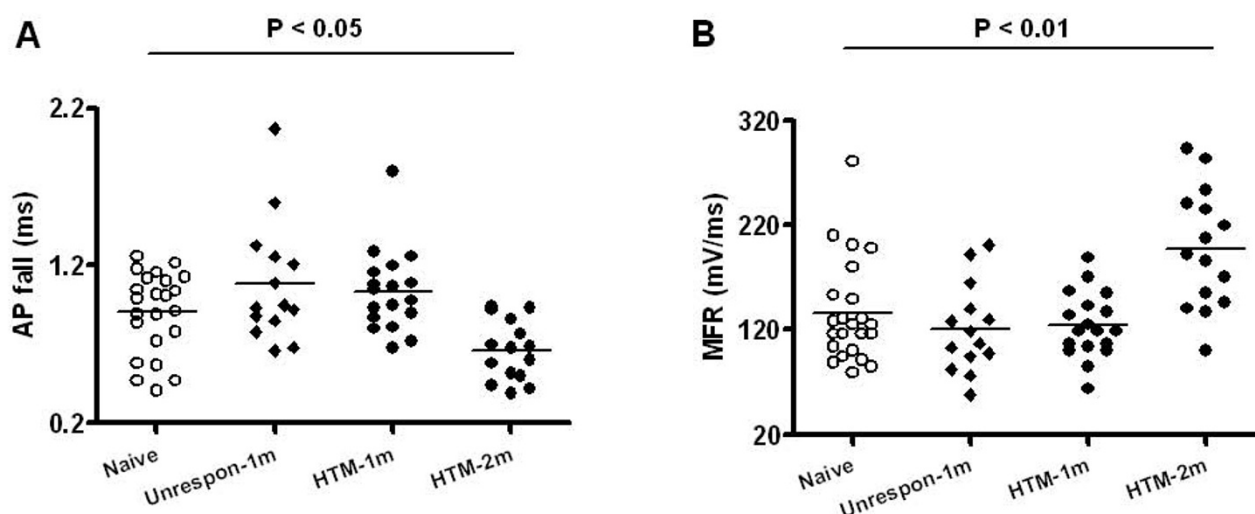 A
P < 0.05
2.2
1.2
0.2
AP fall (ms)
Naive
Unrespon-1m
HTM-1m
HTM-2m
B
P < 0.01
320
220
120
20
MFR (mV/ms)
Naive
Unrespon-1m
HTM-1m
HTM-2m